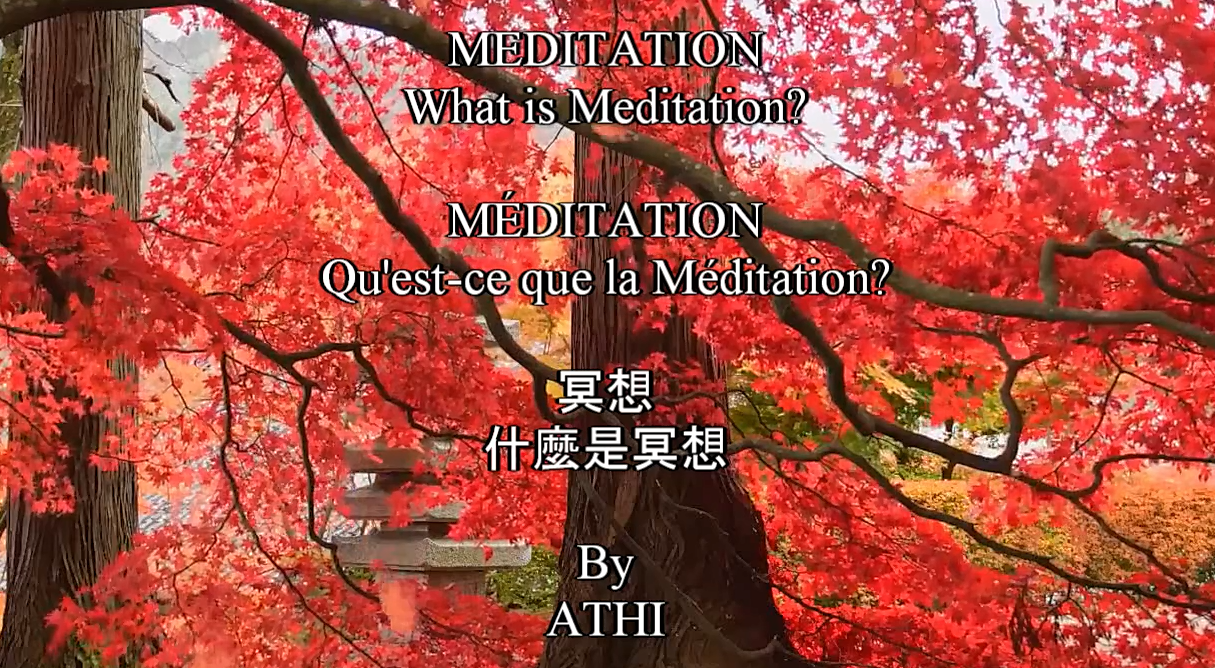 MEDITATION
What is Meditation?
MÉDITATION
Qu'est-ce que la Méditation?
冥想
什麼是冥想
By
ATHI